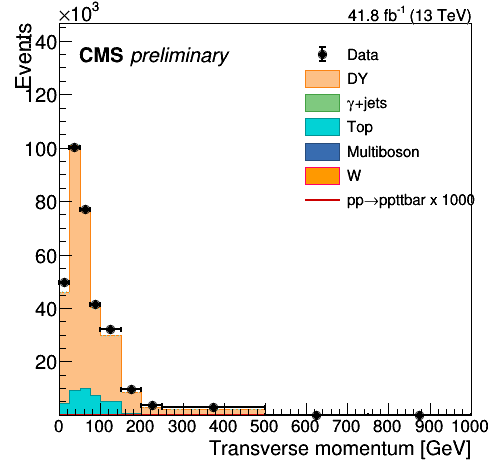 ×10³
41.8 fb⁻¹ (13 TeV)
Events
CMS preliminary
Data
DY
γ+jets
Top
Multiboson
W
pp→ppttbar x 1000
140
120
100
80
60
40
20
0 100 200 300 400 500 600 700 800 900 1000
Transverse momentum [GeV]